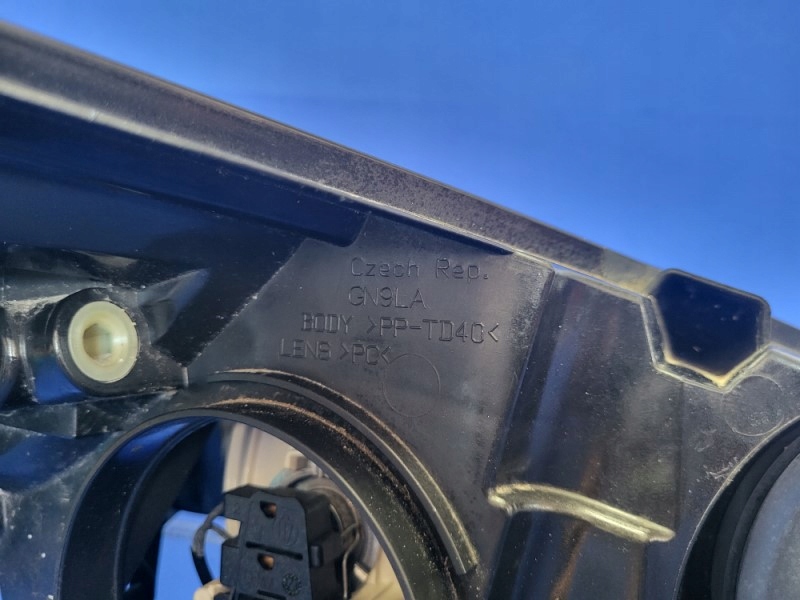 Czech Rep.
GN9LA
BODY >PP-TD40<
LENS >PC<